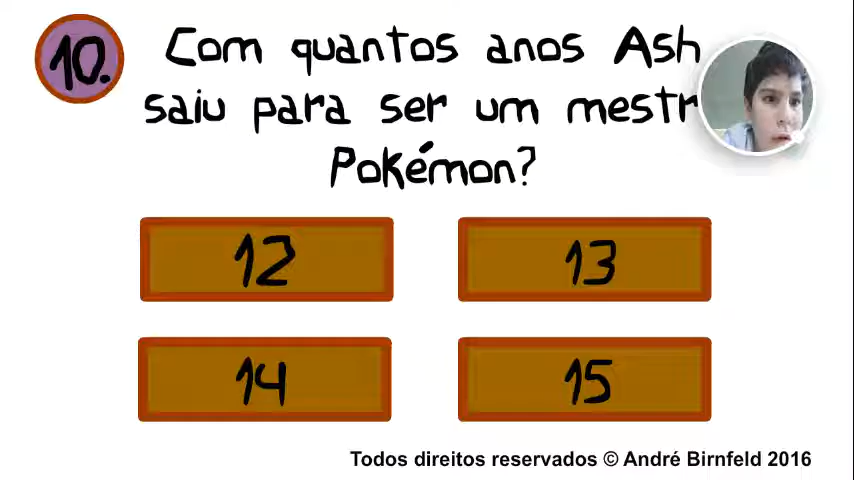 10.
Com quantos anos Ash
saiu para ser um mestr
Pokémon?
12
13
14
15
Todos direitos reservados © André Birnfeld 2016